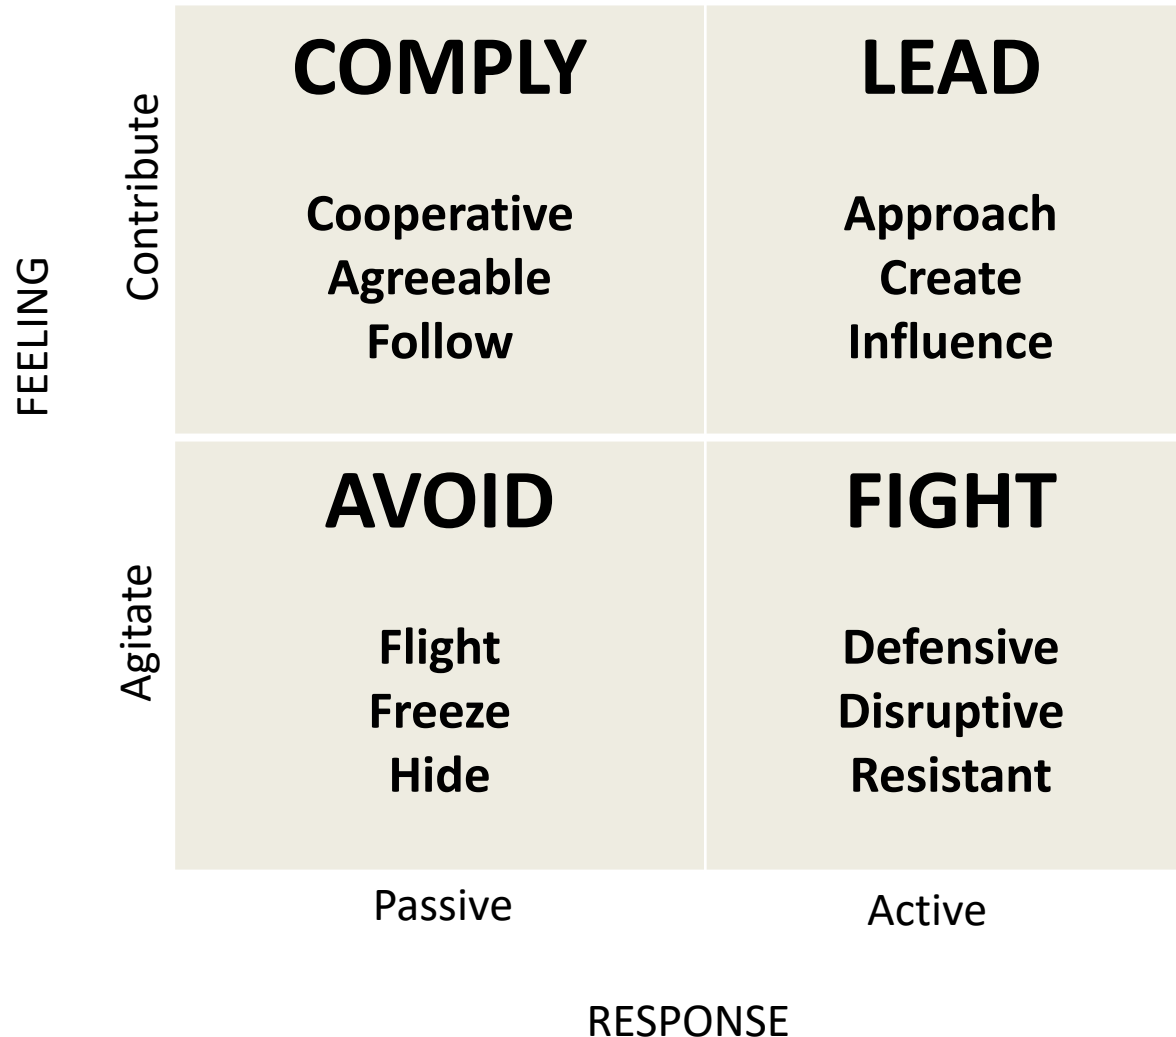 FEELING
Contribute
COMPLY
Cooperative
Agreeable
Follow
LEAD
Approach
Create
Influence
Agitate
AVOID
Flight
Freeze
Hide
FIGHT
Defensive
Disruptive
Resistant
Passive
Active
RESPONSE